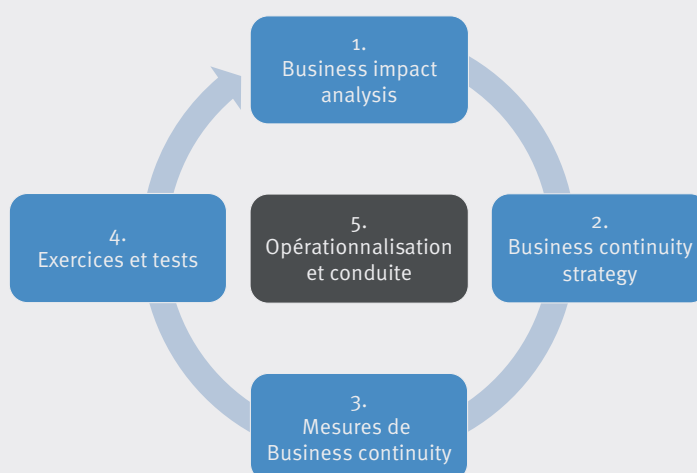 1.
Business impact
analysis
2.
Business continuity
strategy
3.
Mesures de
Business continuity
4.
Exercices et tests
5.
Opérationnalisation
et conduite